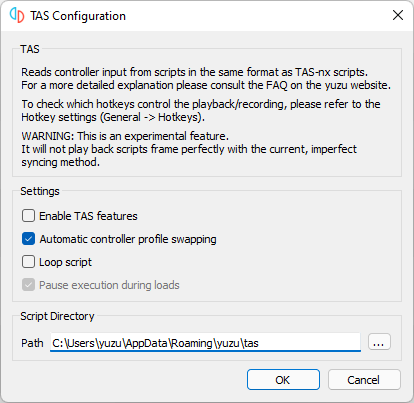 TAS Configuration
TAS
Reads controller input from scripts in the same format as TAS-nx scripts.
For a more detailed explanation please consult the FAQ on the yuzu website.
To check which hotkeys control the playback/recording, please refer to the
Hotkey settings (General -> Hotkeys).
WARNING: This is an experimental feature.
It will not play back scripts frame perfectly with the current, imperfect
syncing method.
Settings
Enable TAS features
Automatic controller profile swapping
Loop script
Pause execution during loads
Script Directory
Path C:\Users\yuzu\AppData\Roaming\yuzu\tas ...
OK Cancel